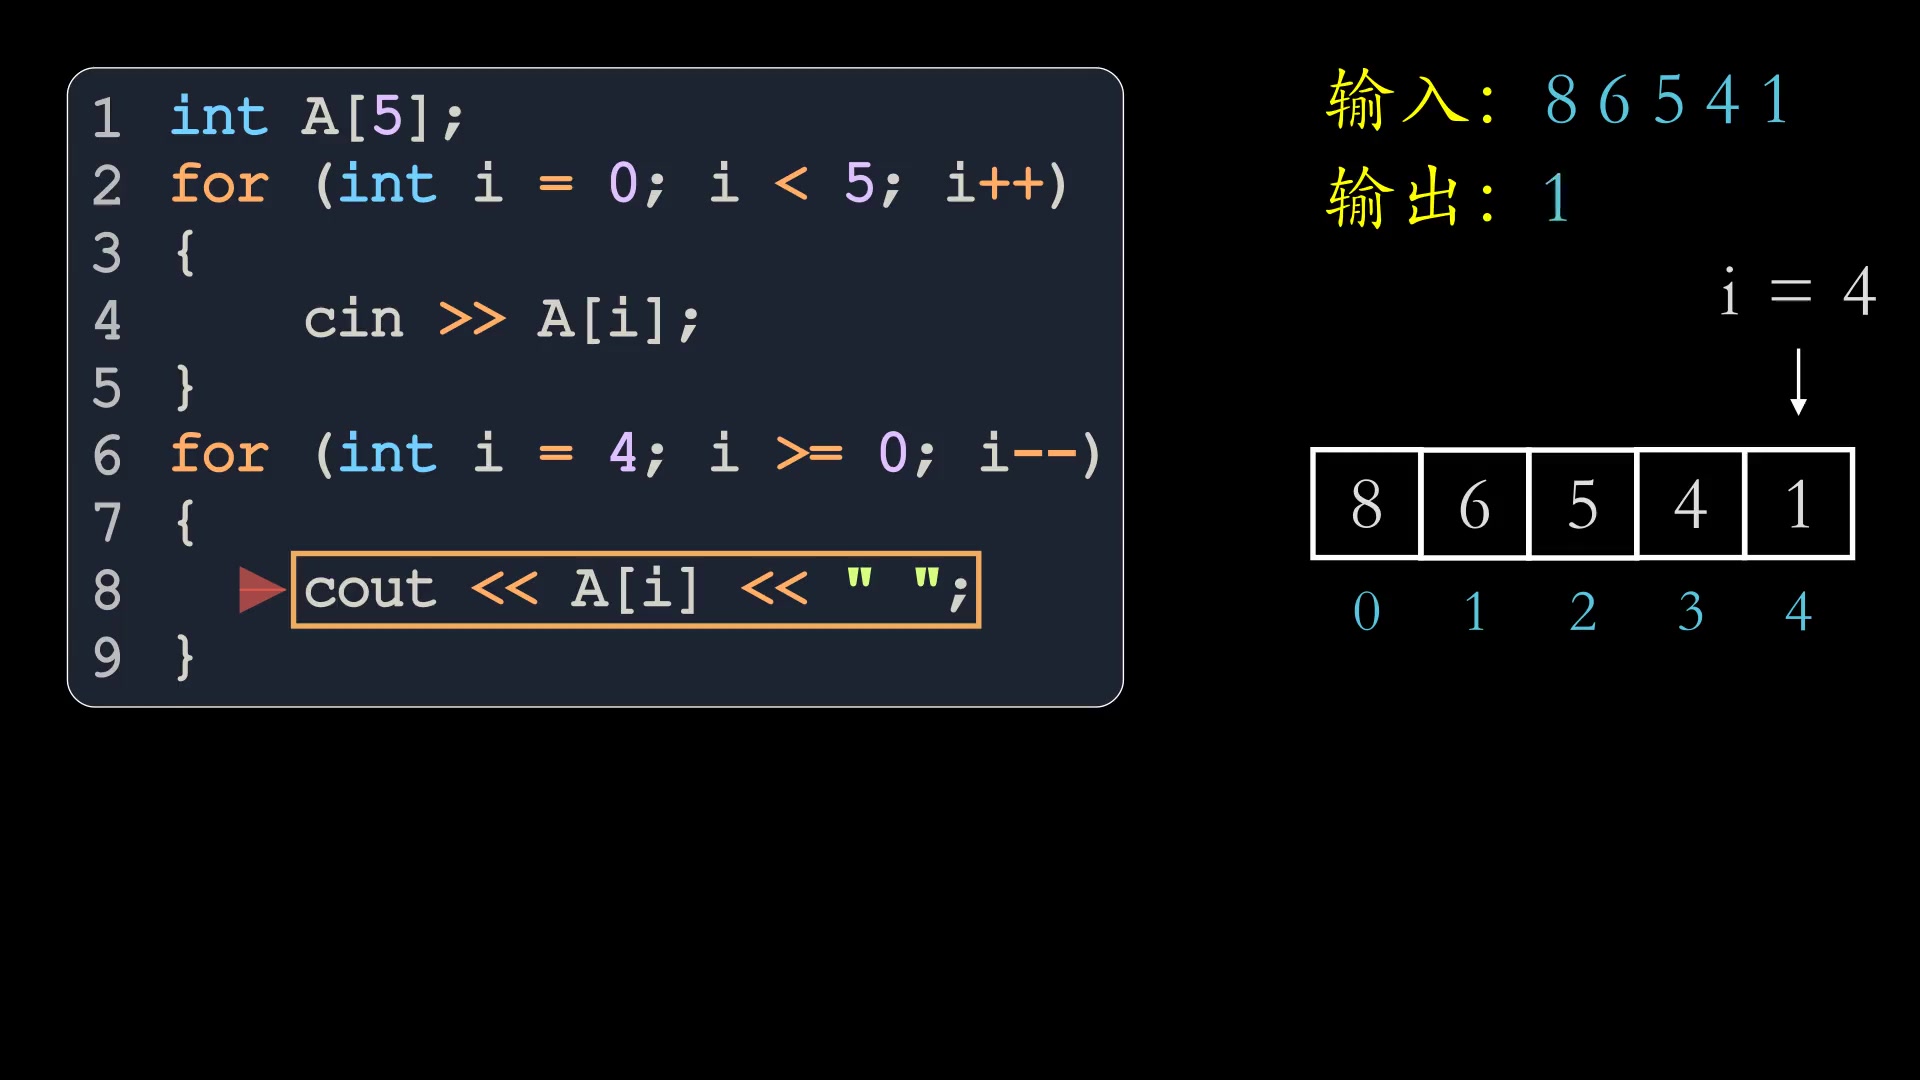 1 int A[5];
2 for (int i = 0; i < 5; i++)
3 {
4 cin >> A[i];
5 }
6 for (int i = 4; i >= 0; i--)
7 {
8 cout << A[i] << " ";
9 }
输入: 8 6 5 4 1
输出: 1
i = 4
8 6 5 4 1
0 1 2 3 4